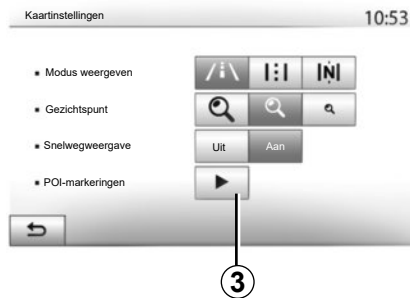 Kaartinstellingen 10:53
Modus weergeven N
Gezichtspunt
Snelwegweergave Uit Aan
POI-markeringen
3